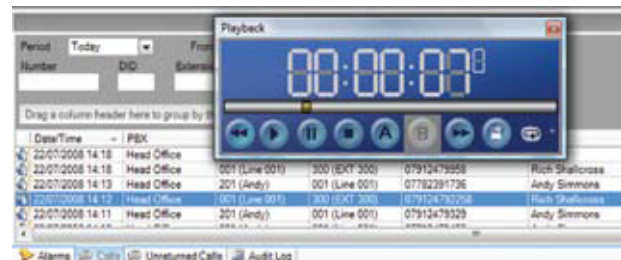 Playback
Period Today From
Number DID Extension
00:00:07
A B
Drag a column header here to group by th
Date/Time PBX
22/07/2008 14:18 Head Office
22/07/2008 14:18 Head Office 001 (Line 001) 300 (EXT 300) 07912479958 Rich Shallcross
22/07/2008 14:13 Head Office 201 (Andy) 001 (Line 001) 07782391736 Andy Simmons
22/07/2008 14:12 Head Office 001 (Line 001) 300 (EXT 300) 079124792258 Rich Shallcross
22/07/2008 14:11 Head Office 201 (Andy) 001 (Line 001) 07912479329 Andy Simmons
Alarms Calls Unreturned Calls Audit Log